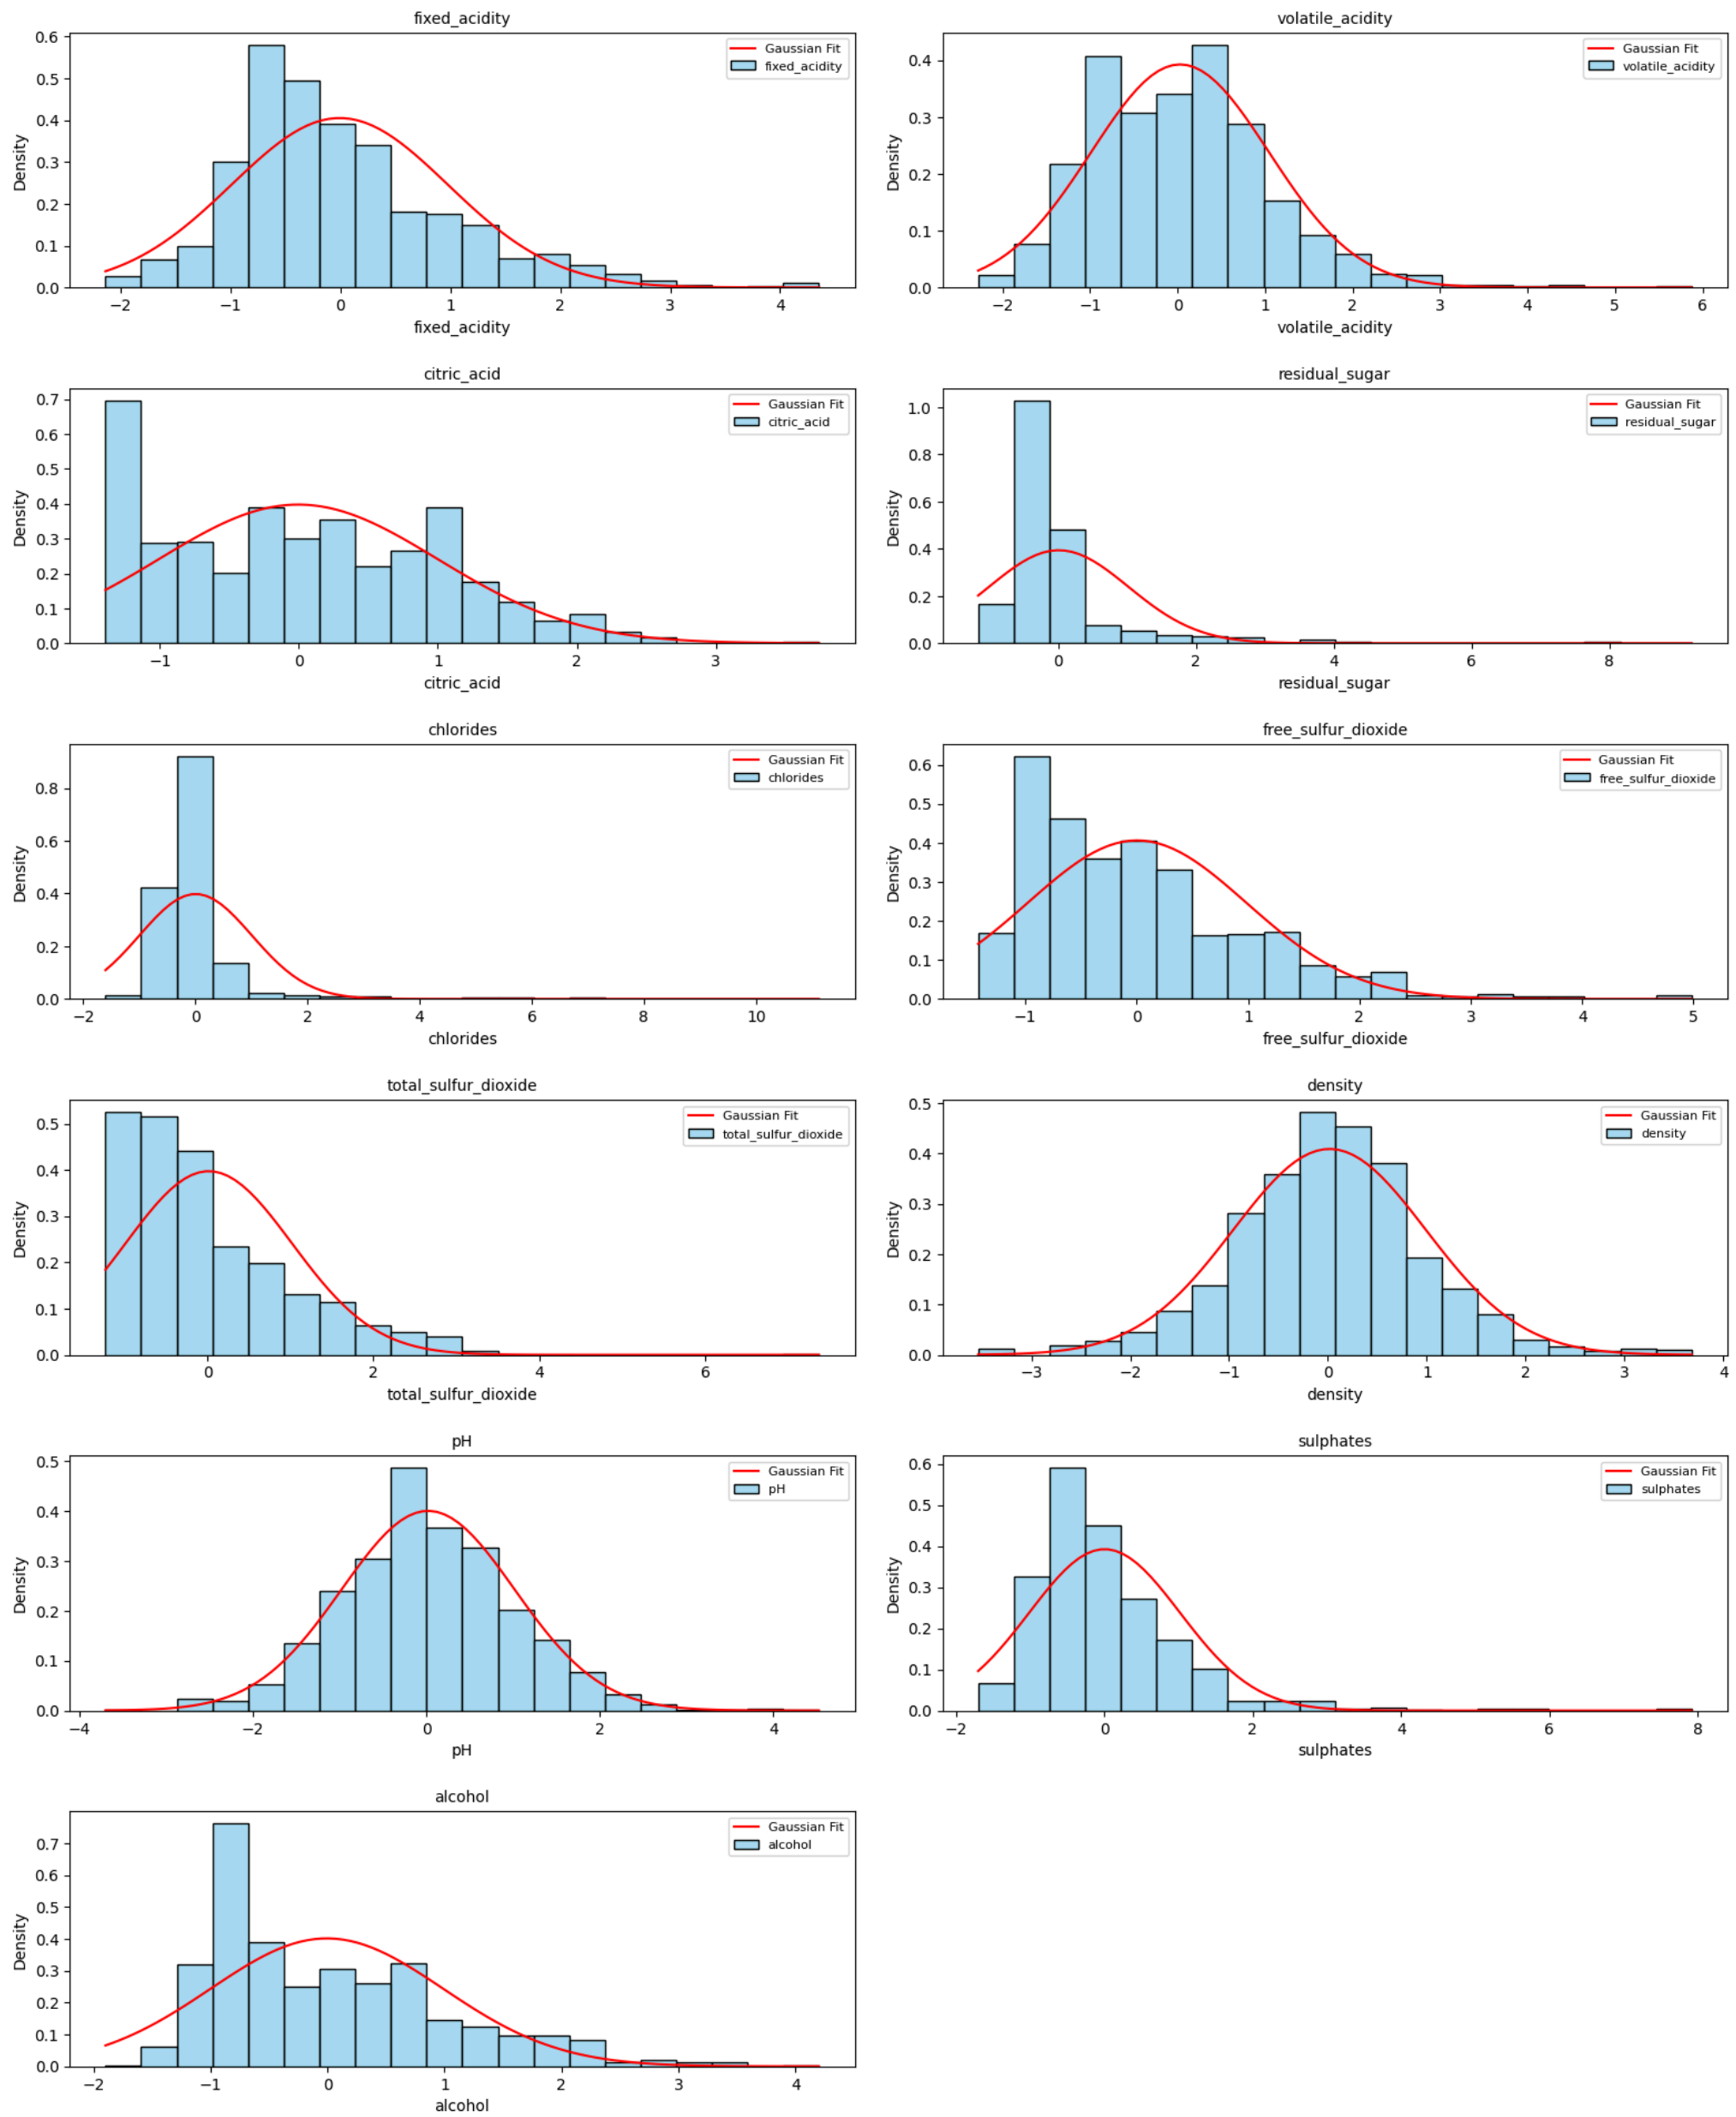 fixed_acidity
Gaussian Fit
fixed_acidity
Density
0.6
0.5
0.4
0.3
0.2
0.1
0.0
−2 −1 0 1 2 3 4
fixed_acidity
volatile_acidity
Gaussian Fit
volatile_acidity
Density
0.4
0.3
0.2
0.1
0.0
−2 −1 0 1 2 3 4 5 6
volatile_acidity
citric_acid
Gaussian Fit
citric_acid
Density
0.7
0.6
0.5
0.4
0.3
0.2
0.1
0.0
−1 0 1 2 3
citric_acid
residual_sugar
Gaussian Fit
residual_sugar
Density
1.0
0.8
0.6
0.4
0.2
0.0
0 2 4 6 8
residual_sugar
chlorides
Gaussian Fit
chlorides
Density
0.8
0.6
0.4
0.2
0.0
−2 0 2 4 6 8 10
chlorides
free_sulfur_dioxide
Gaussian Fit
free_sulfur_dioxide
Density
0.6
0.5
0.4
0.3
0.2
0.1
0.0
−1 0 1 2 3 4 5
free_sulfur_dioxide
total_sulfur_dioxide
Gaussian Fit
total_sulfur_dioxide
Density
0.5
0.4
0.3
0.2
0.1
0.0
0 2 4 6
total_sulfur_dioxide
density
Gaussian Fit
density
Density
0.5
0.4
0.3
0.2
0.1
0.0
−3 −2 −1 0 1 2 3 4
density
pH
Gaussian Fit
pH
Density
0.5
0.4
0.3
0.2
0.1
0.0
−4 −2 0 2 4
pH
sulphates
Gaussian Fit
sulphates
Density
0.6
0.5
0.4
0.3
0.2
0.1
0.0
−2 0 2 4 6 8
sulphates
alcohol
Gaussian Fit
alcohol
Density
0.7
0.6
0.5
0.4
0.3
0.2
0.1
0.0
−2 −1 0 1 2 3 4
alcohol